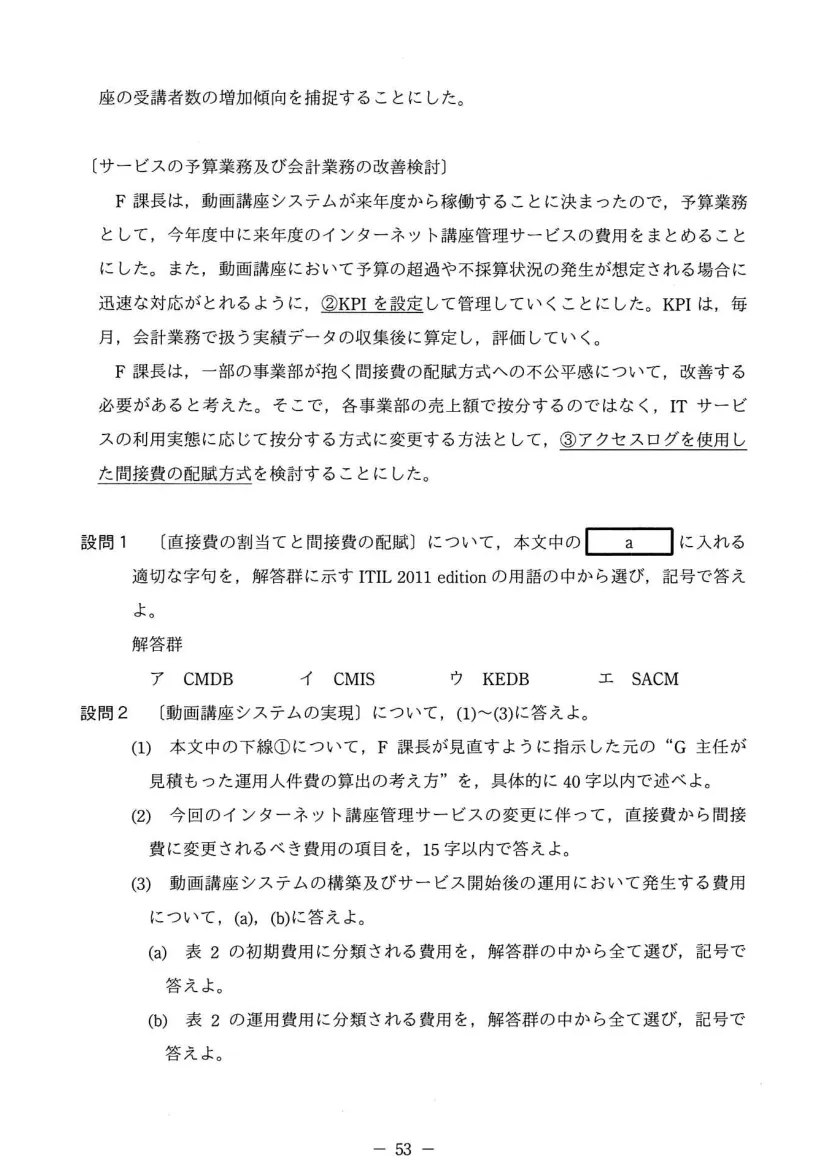 座の受講者数の増加傾向を捕捉することにした。
〔サービスの予算業務及び会計業務の改善検討〕
F 課長は，動画講座システムが来年度から稼働することに決まったので，予算業務
として，今年度中に来年度のインターネット講座管理サービスの費用をまとめること
にした。また，動画講座において予算の超過や不採算状況の発生が想定される場合に
迅速な対応がとれるように，②KPI を設定して管理していくことにした。KPI は，毎
月，会計業務で扱う実績データの収集後に算定し，評価していく。
F 課長は，一部の事業部が抱く間接費の配賦方式への不公平感について，改善する
必要があると考えた。そこで，各事業部の売上額で按分するのではなく，IT サービ
スの利用実態に応じて按分する方式に変更する方法として，③アクセスログを使用し
た間接費の配賦方式を検討することにした。
設問1 〔直接費の割当てと間接費の配賦〕について，本文中の a に入れる
適切な字句を，解答群に示す ITIL 2011 edition の用語の中から選び，記号で答え
よ。
解答群
ア CMDB イ CMIS ウ KEDB エ SACM
設問2 〔動画講座システムの実現〕について，(1)～(3)に答えよ。
(1) 本文中の下線①について，F 課長が見直すように指示した元の“G 主任が
見積もった運用人件費の算出の考え方”を，具体的に 40 字以内で述べよ。
(2) 今回のインターネット講座管理サービスの変更に伴って，直接費から間接
費に変更されるべき費用の項目を，15 字以内で答えよ。
(3) 動画講座システムの構築及びサービス開始後の運用において発生する費用
について，(a)，(b)に答えよ。
(a) 表 2 の初期費用に分類される費用を，解答群の中から全て選び，記号で
答えよ。
(b) 表 2 の運用費用に分類される費用を，解答群の中から全て選び，記号で
答えよ。
－ 53 －